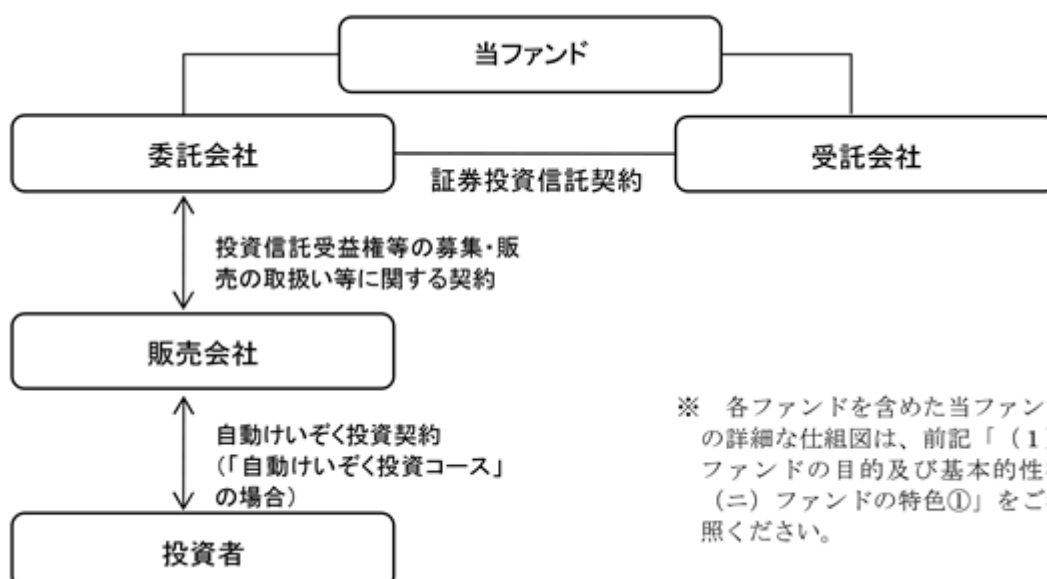 当ファンド
委託会社
受託会社
証券投資信託契約
投資信託受益権等の募集・販
売の取扱い等に関する契約
販売会社
自動けいぞく投資契約
(「自動けいぞく投資コース」
の場合)
投資者
※ 各ファンドを含めた当ファン
の詳細な仕組図は、前記「(1
ファンドの目的及び基本的性
(ニ)ファンドの特色①」をご
照ください。